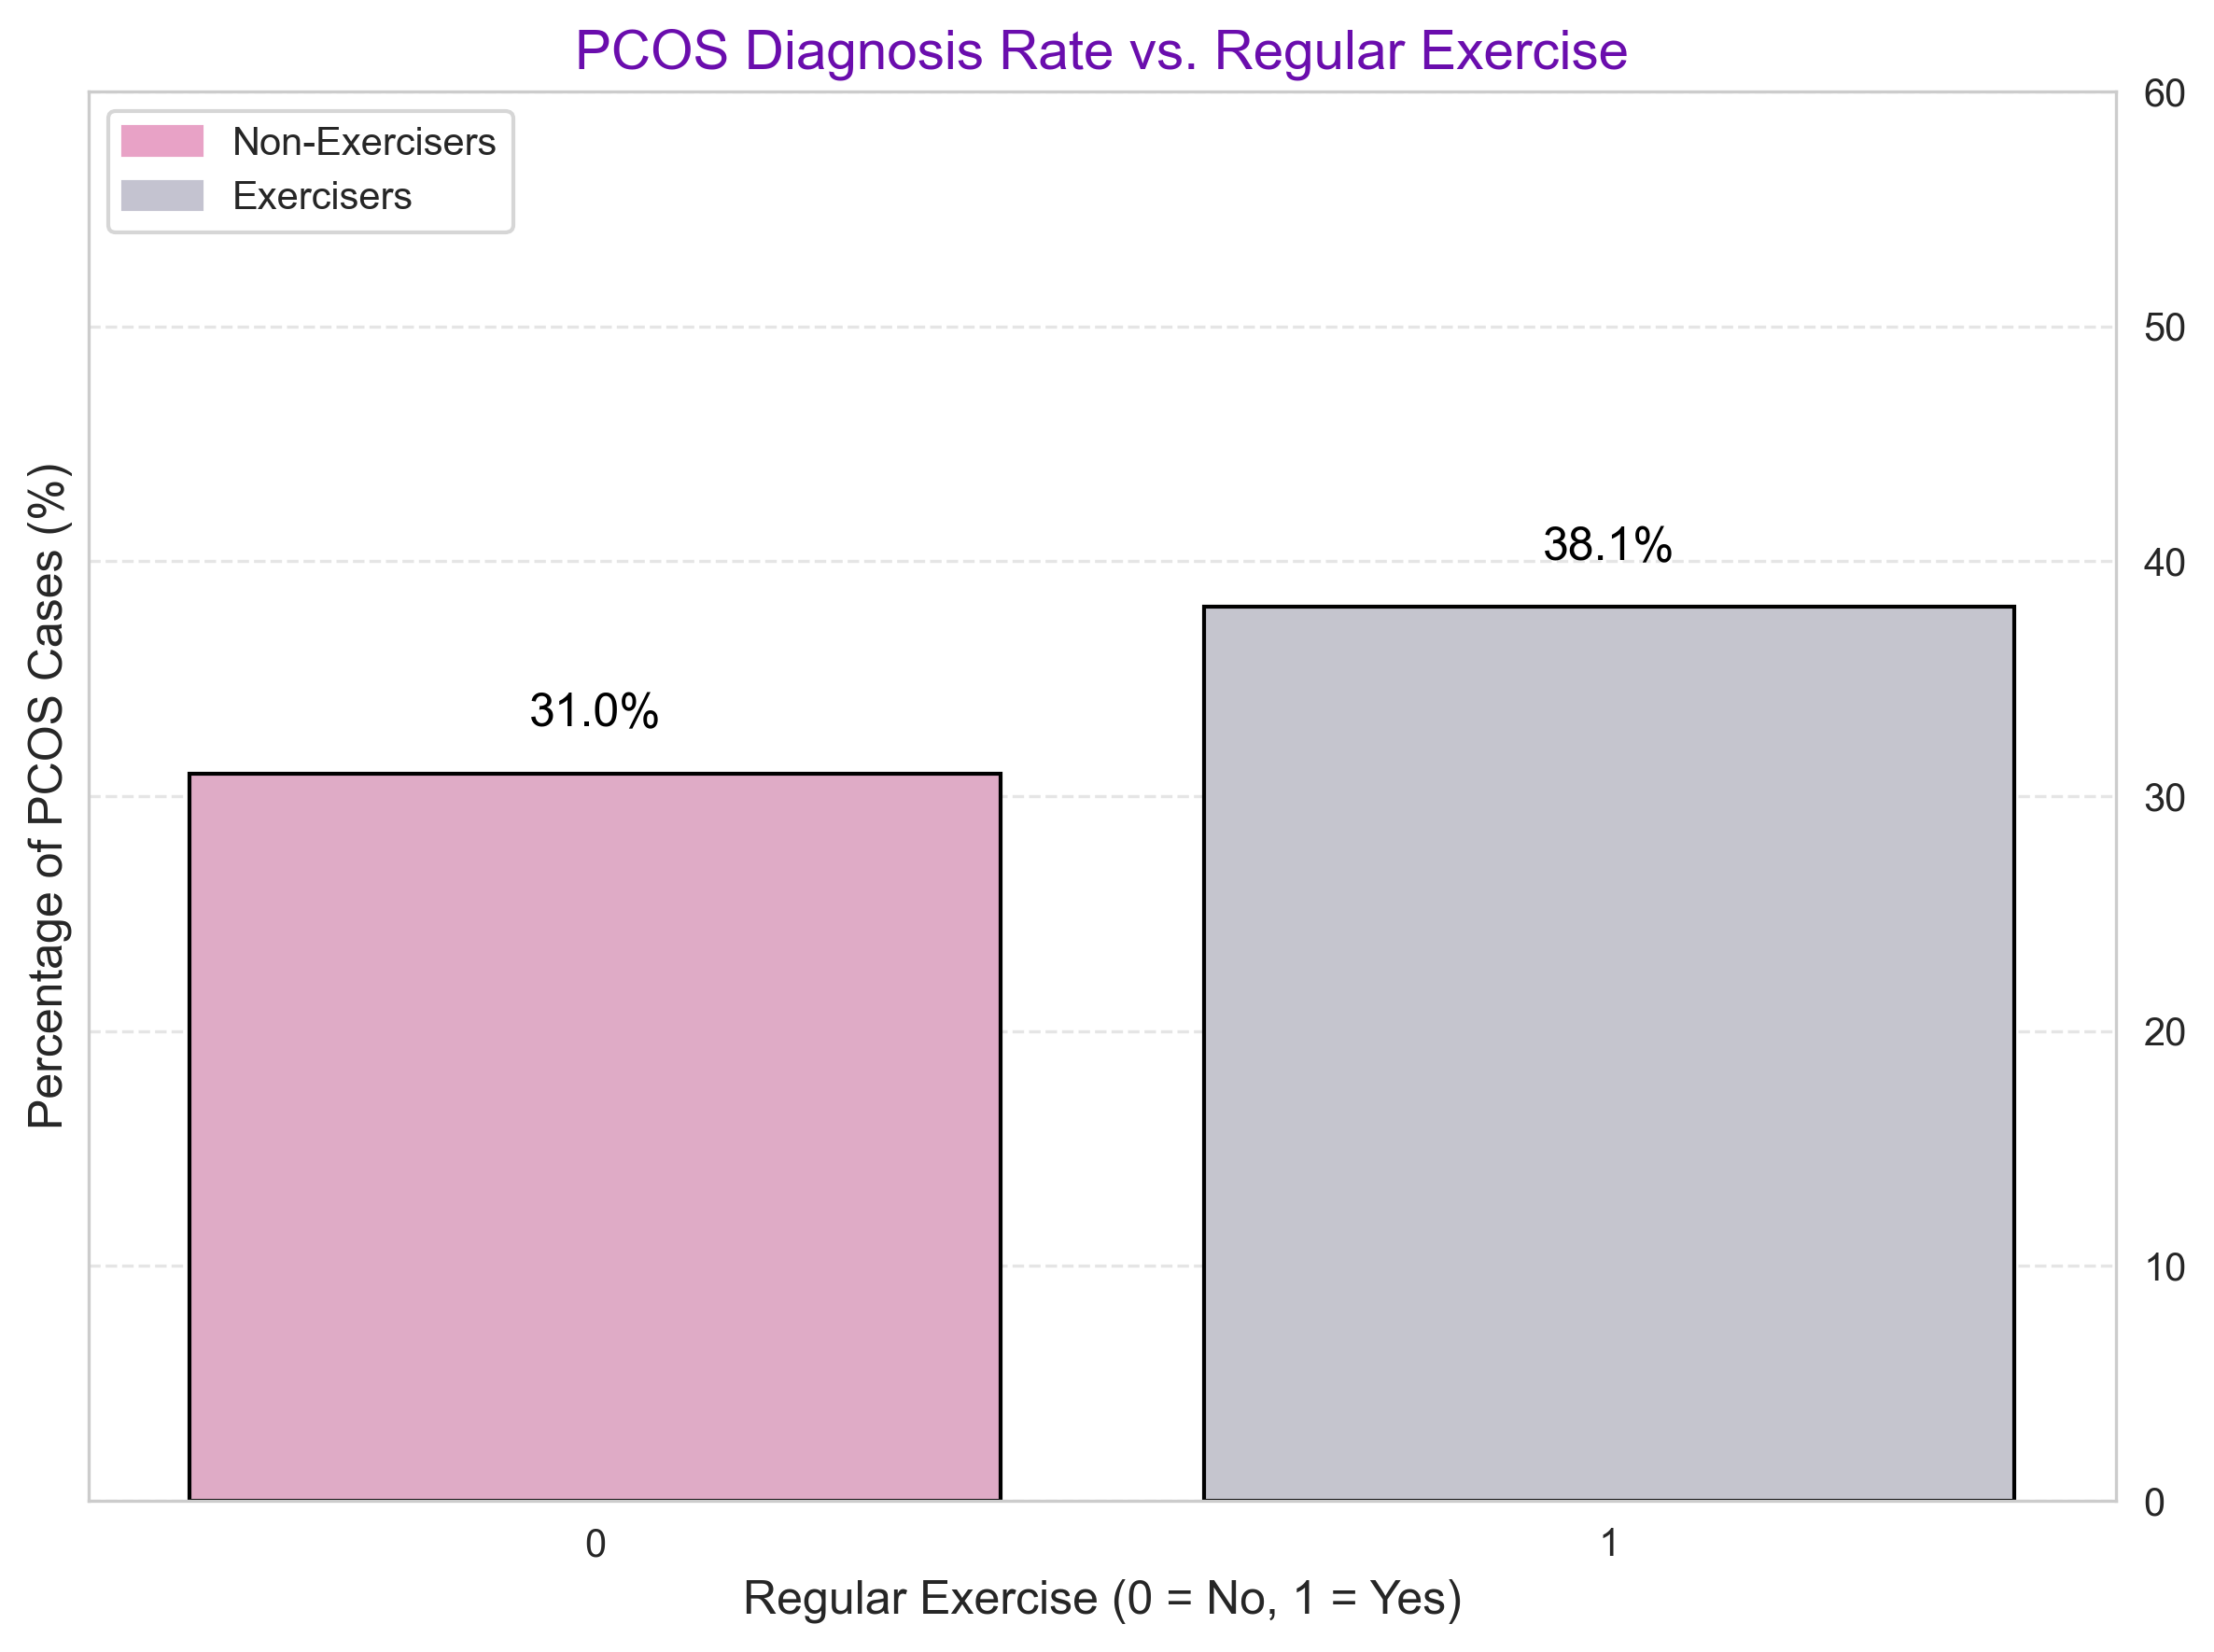 PCOS Diagnosis Rate vs. Regular Exercise
Non-Exercisers
Exercisers
Percentage of PCOS Cases (%)
60
50
40
30
20
10
0
38.1%
31.0%
0
1
Regular Exercise (0 = No, 1 = Yes)